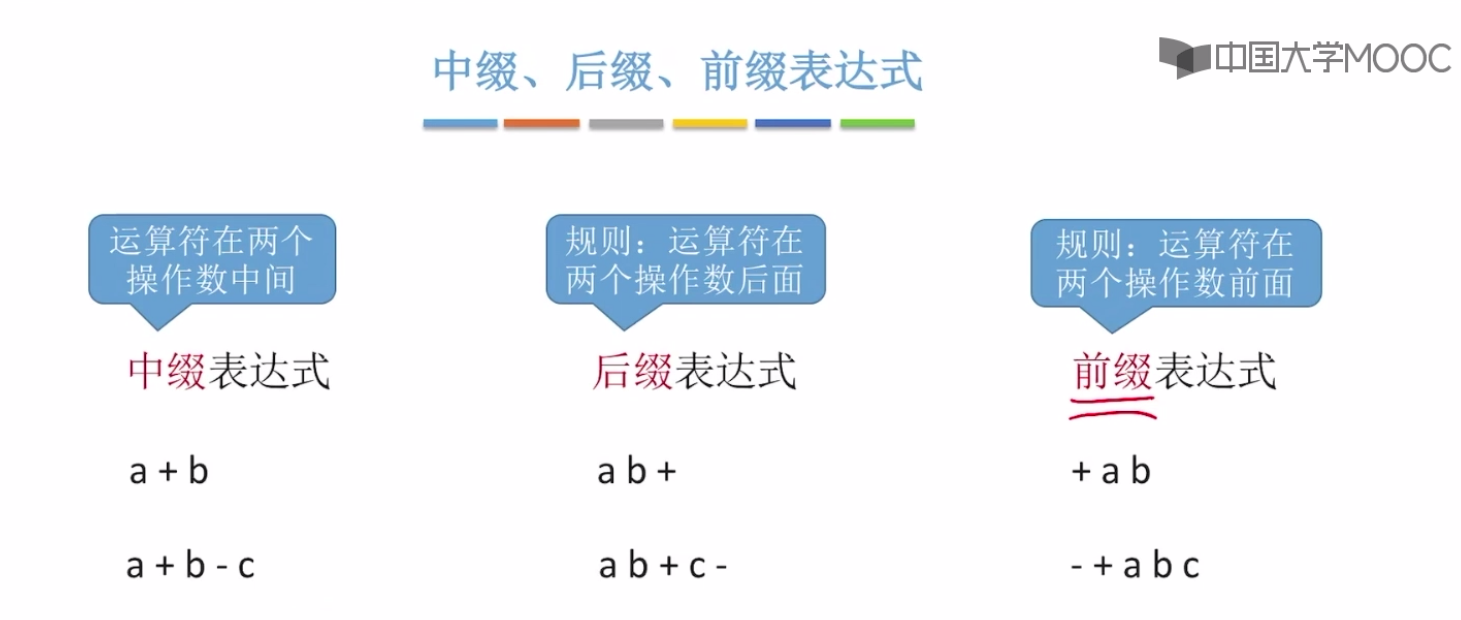 中国大学MOOC
中缀、后缀、前缀表达式
运算符在两个
操作数中间
规则：运算符在
两个操作数后面
规则：运算符在
两个操作数前面
中缀表达式
后缀表达式
前缀表达式
a + b
a b +
+ a b
a + b - c
a b + c -
- + a b c